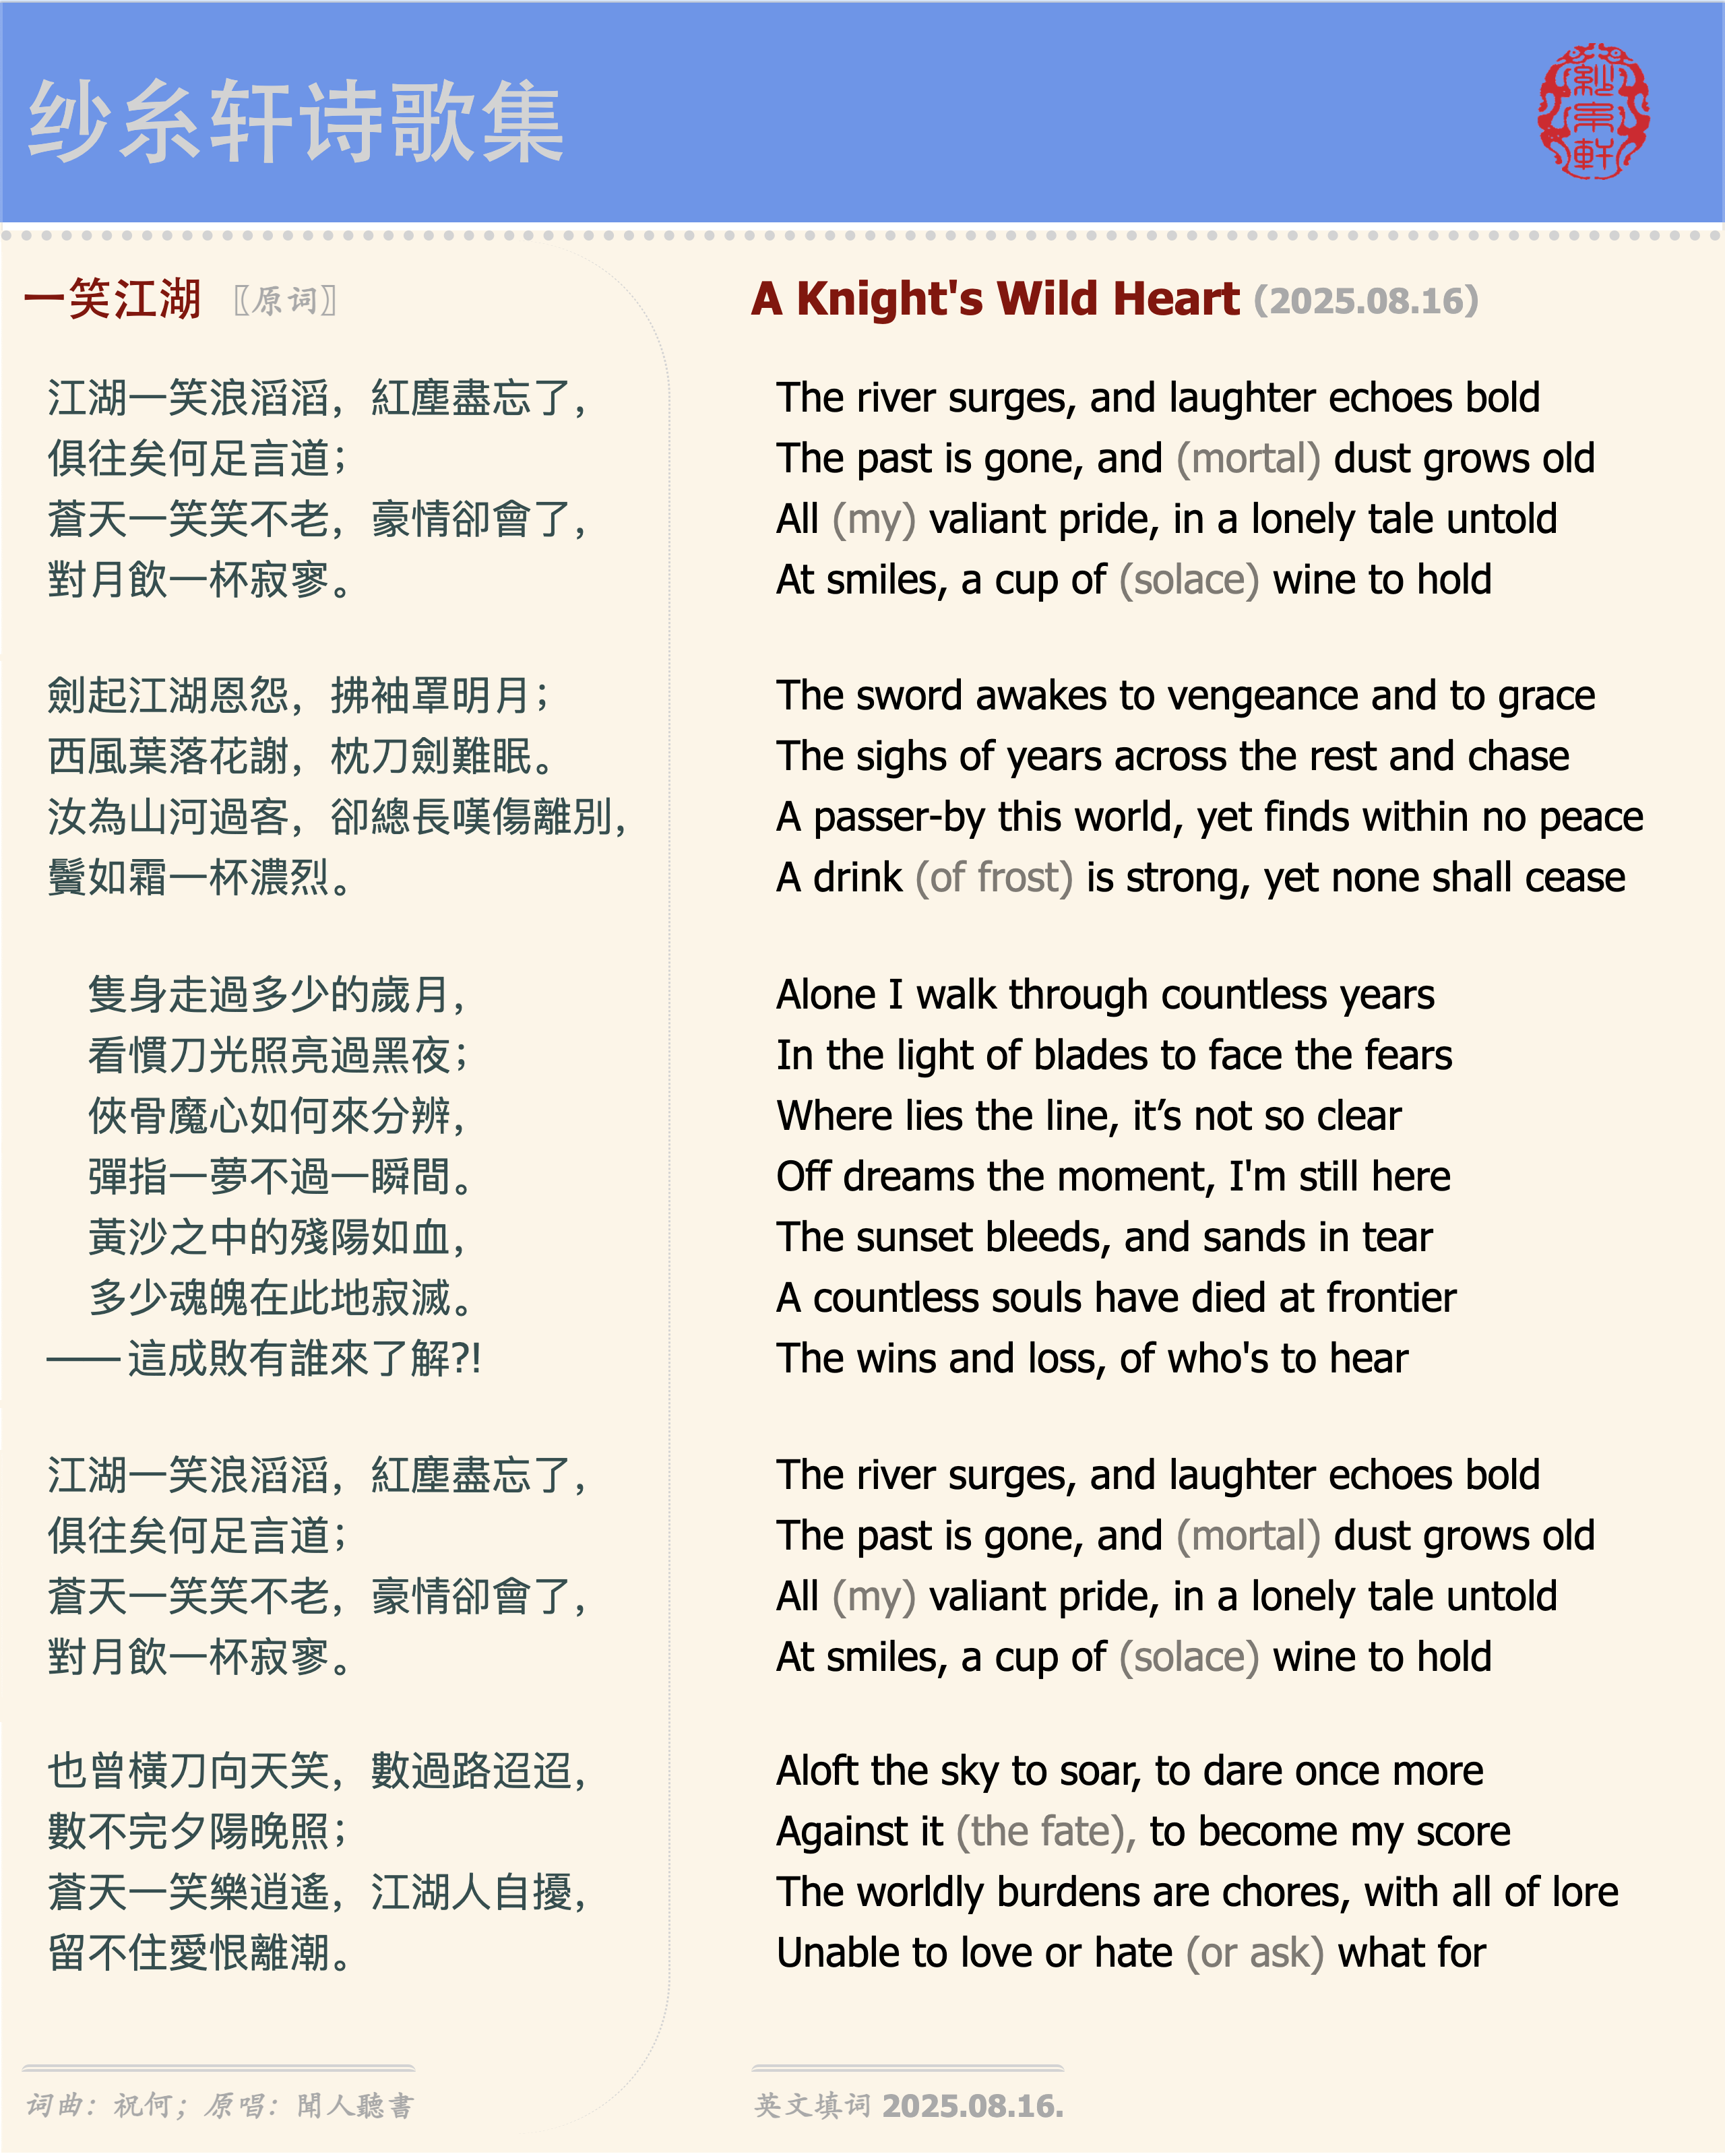 纱糸轩诗歌集
紗糸軒
一笑江湖 〖原词〗
江湖一笑浪滔滔，紅塵盡忘了，
俱往矣何足言道；
蒼天一笑笑不老，豪情卻會了，
對月飲一杯寂寥。
劍起江湖恩怨，拂袖罩明月；
西風葉落花謝，枕刀劍難眠。
汝為山河過客，卻總長嘆傷離別，
鬢如霜一杯濃烈。
隻身走過多少的歲月，
看慣刀光照亮過黑夜；
俠骨魔心如何來分辨，
彈指一夢不過一瞬間。
黃沙之中的殘陽如血，
多少魂魄在此地寂滅。
——這成敗有誰來了解?!
江湖一笑浪滔滔，紅塵盡忘了，
俱往矣何足言道；
蒼天一笑笑不老，豪情卻會了，
對月飲一杯寂寥。
也曾橫刀向天笑，數過路迢迢，
數不完夕陽晚照；
蒼天一笑樂逍遙，江湖人自擾，
留不住愛恨離潮。
词曲：祝何；原唱：聞人聽書
A Knight's Wild Heart (2025.08.16)
The river surges, and laughter echoes bold
The past is gone, and (mortal) dust grows old
All (my) valiant pride, in a lonely tale untold
At smiles, a cup of (solace) wine to hold
The sword awakes to vengeance and to grace
The sighs of years across the rest and chase
A passer-by this world, yet finds within no peace
A drink (of frost) is strong, yet none shall cease
Alone I walk through countless years
In the light of blades to face the fears
Where lies the line, it’s not so clear
Off dreams the moment, I'm still here
The sunset bleeds, and sands in tear
A countless souls have died at frontier
The wins and loss, of who's to hear
The river surges, and laughter echoes bold
The past is gone, and (mortal) dust grows old
All (my) valiant pride, in a lonely tale untold
At smiles, a cup of (solace) wine to hold
Aloft the sky to soar, to dare once more
Against it (the fate), to become my score
The worldly burdens are chores, with all of lore
Unable to love or hate (or ask) what for
英文填词 2025.08.16.